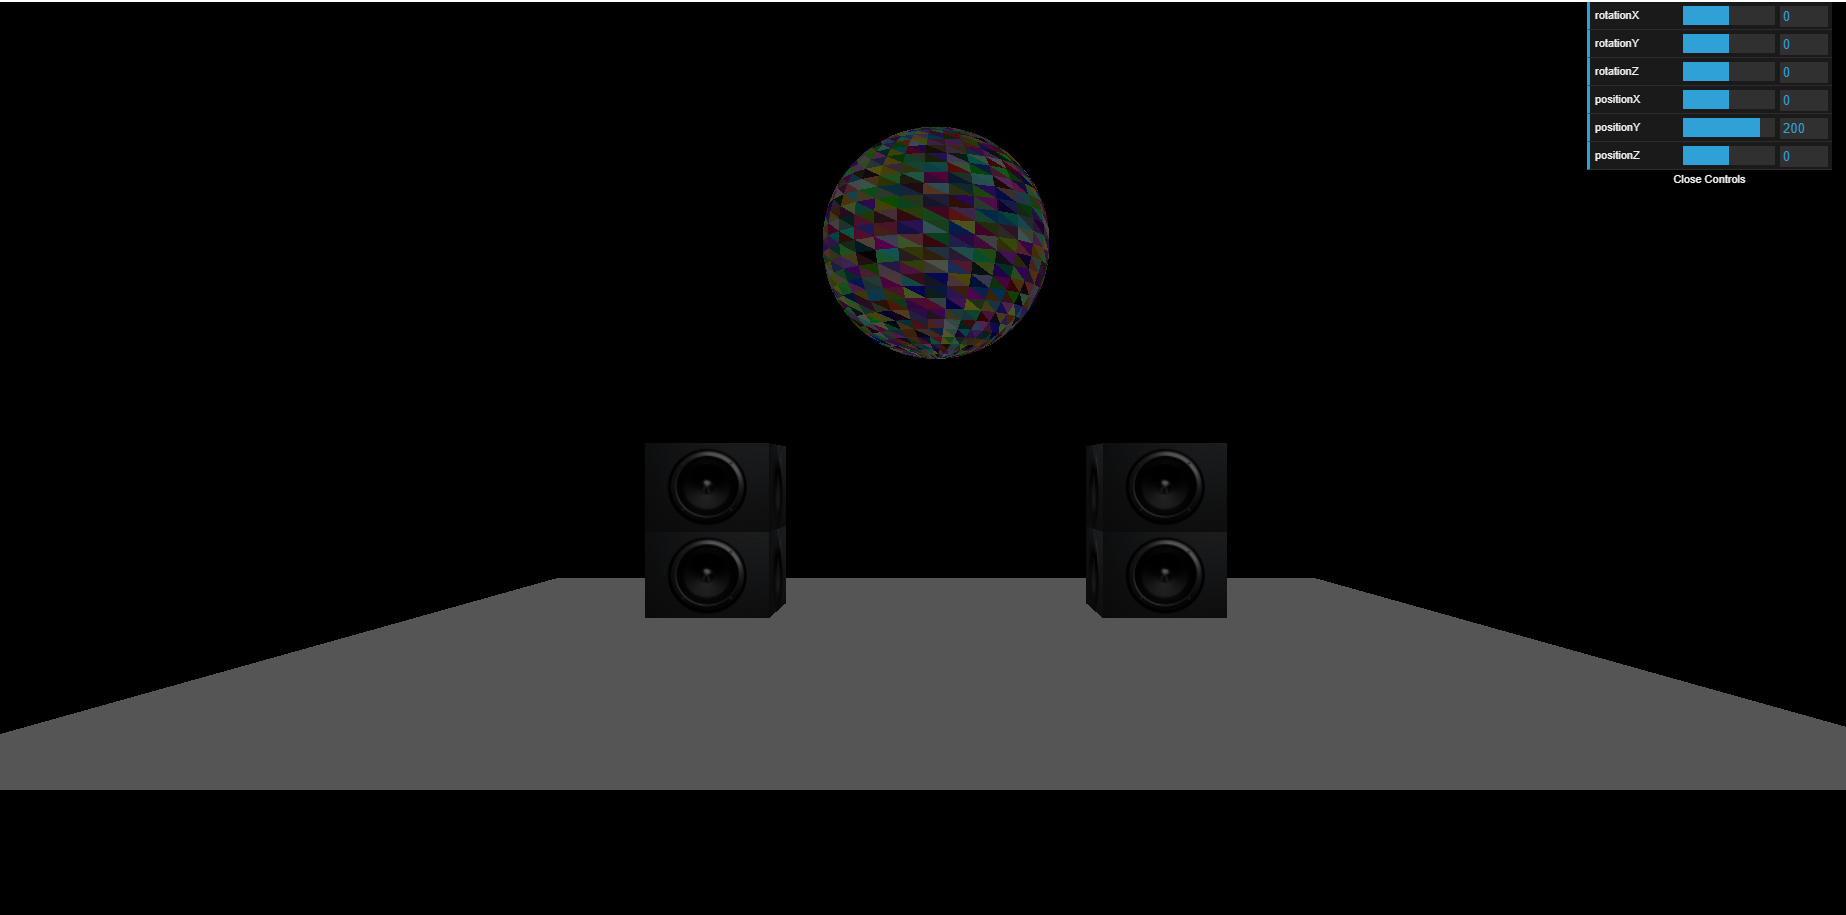 rotationX 0
rotationY 0
rotationZ 0
positionX 0
positionY 200
positionZ 0
Close Controls